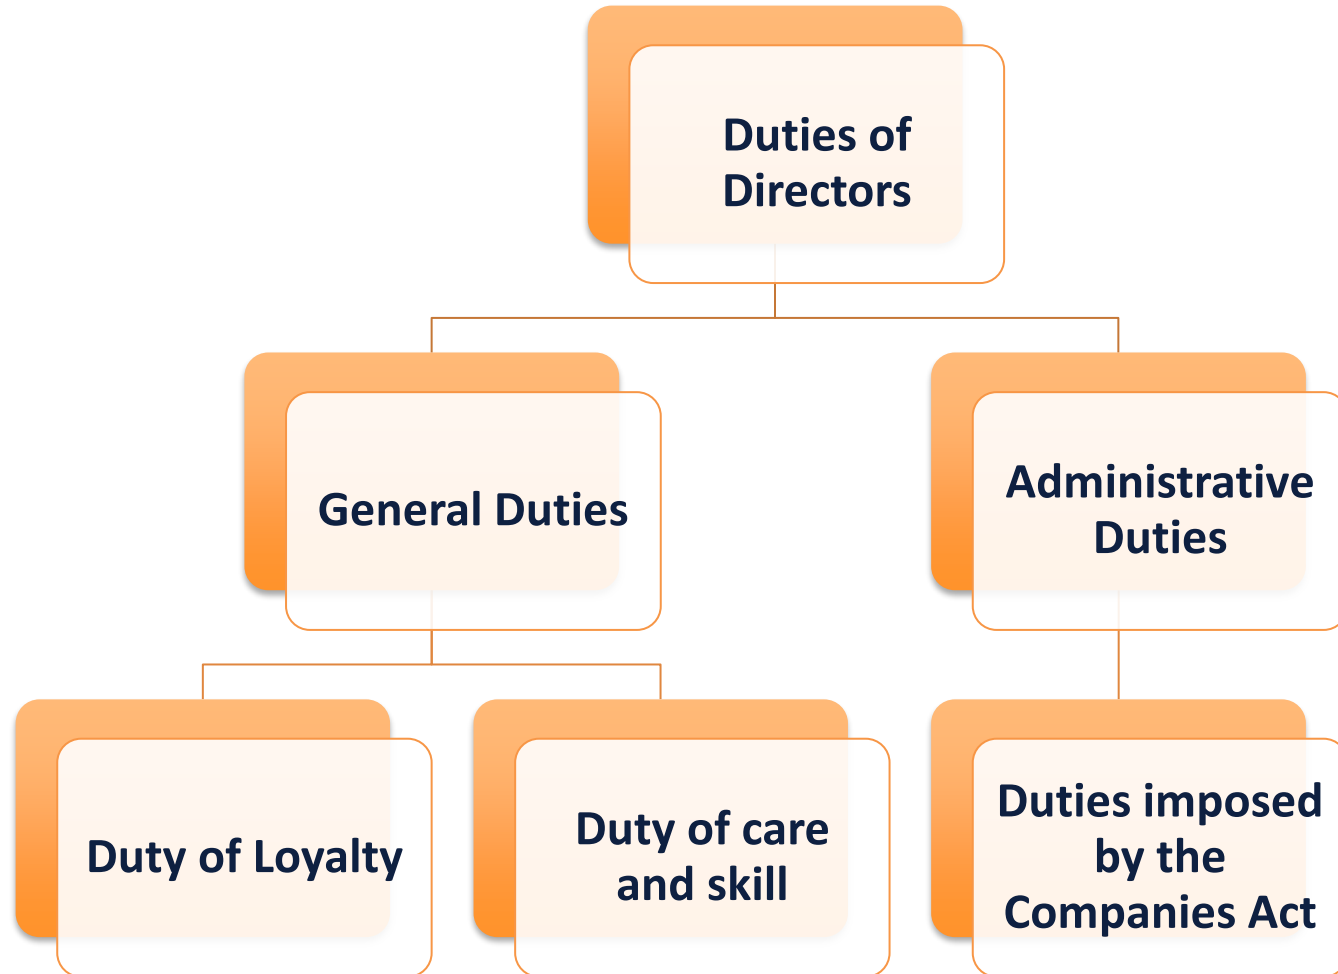 Duties of
Directors
General Duties
Administrative
Duties
Duty of Loyalty
Duty of care
and skill
Duties imposed
by the
Companies Act